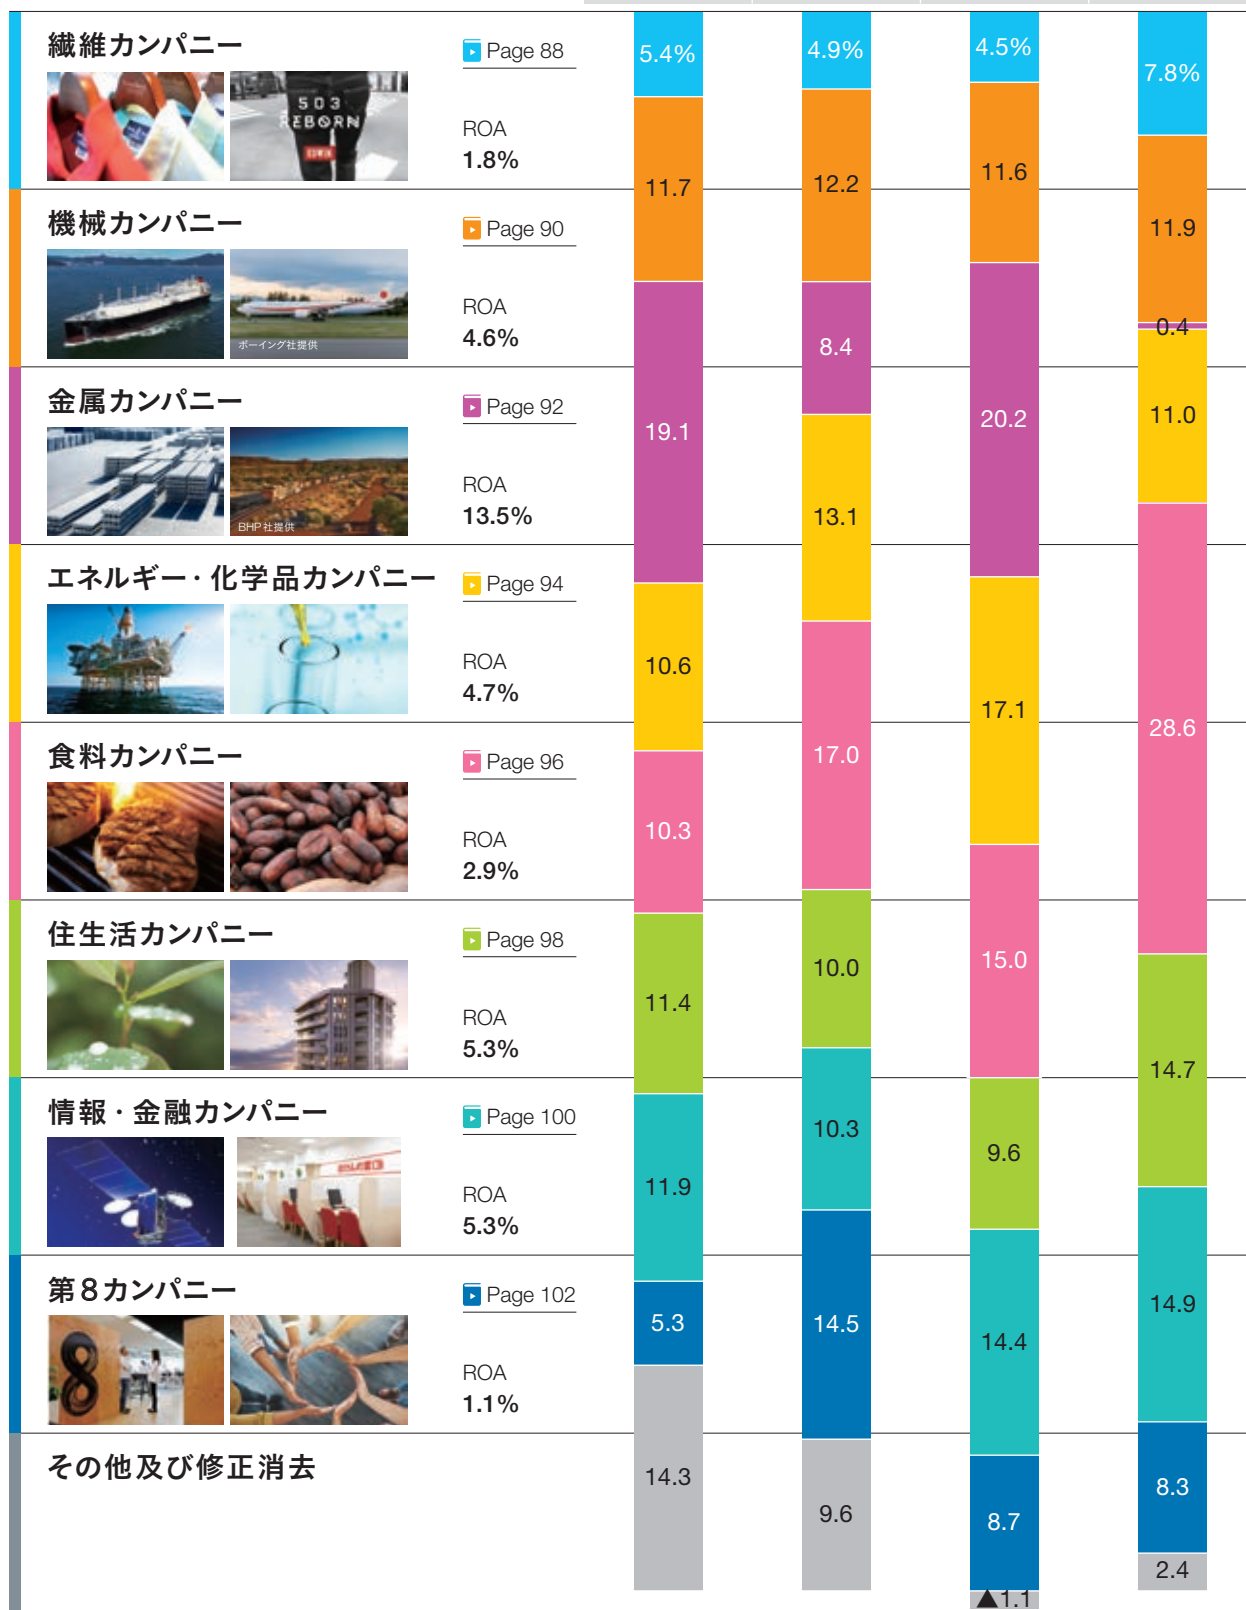 繊維カンパニー
Page 88
503
REBORN
EDWIN
ROA
1.8%
機械カンパニー
Page 90
ボーイング社提供
ROA
4.6%
金属カンパニー
Page 92
BHP社提供
ROA
13.5%
エネルギー・化学品カンパニー
Page 94
ROA
4.7%
食料カンパニー
Page 96
ROA
2.9%
住生活カンパニー
Page 98
ROA
5.3%
情報・金融カンパニー
Page 100
ROA
5.3%
第8カンパニー
Page 102
8
ROA
1.1%
その他及び修正消去
5.4%
11.7
19.1
10.6
10.3
11.4
11.9
5.3
14.3
4.9%
12.2
8.4
13.1
17.0
10.0
10.3
14.5
9.6
4.5%
11.6
20.2
17.1
15.0
9.6
14.4
8.7
▲1.1
7.8%
11.9
0.4
11.0
28.6
14.7
14.9
8.3
2.4